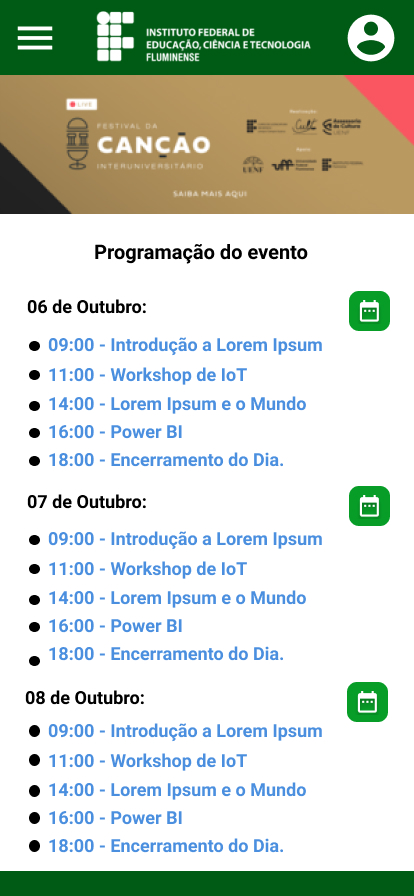 INSTITUTO FEDERAL DE
EDUCAÇÃO, CIÊNCIA E TECNOLOGIA
FLUMINENSE
LIVE
FESTIVAL DA
CANÇÃO
INTERUNIVERSITÁRIO
Realização:
Apoio:
UENF
uff
SAIBA MAIS AQUI
Programação do evento
06 de Outubro:
09:00 - Introdução a Lorem Ipsum
11:00 - Workshop de IoT
14:00 - Lorem Ipsum e o Mundo
16:00 - Power BI
18:00 - Encerramento do Dia.
07 de Outubro:
09:00 - Introdução a Lorem Ipsum
11:00 - Workshop de IoT
14:00 - Lorem Ipsum e o Mundo
16:00 - Power BI
18:00 - Encerramento do Dia.
08 de Outubro:
09:00 - Introdução a Lorem Ipsum
11:00 - Workshop de IoT
14:00 - Lorem Ipsum e o Mundo
16:00 - Power BI
18:00 - Encerramento do Dia.